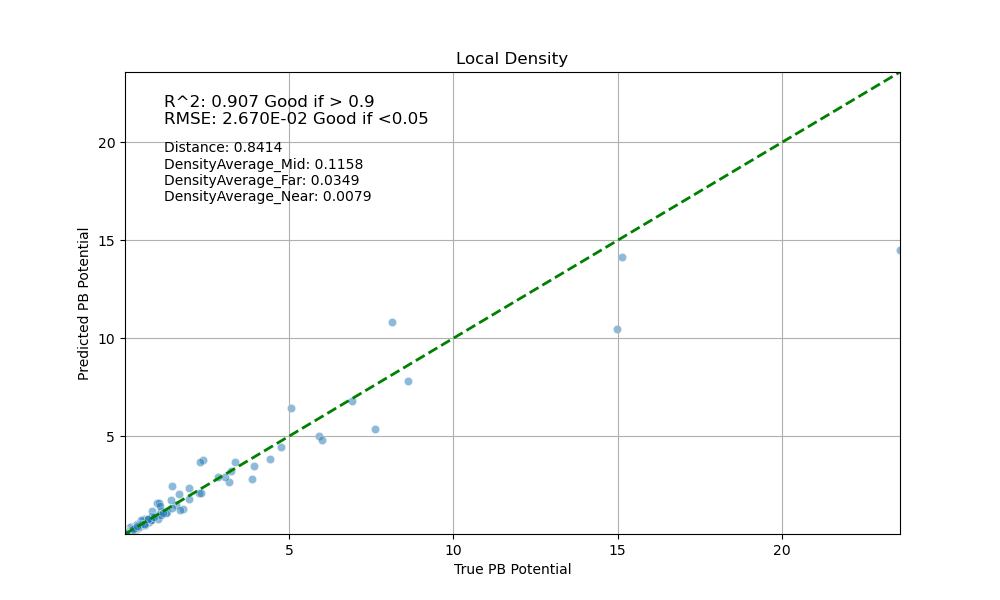 Local Density
R^2: 0.907 Good if > 0.9
RMSE: 2.670E-02 Good if <0.05
Distance: 0.8414
DensityAverage_Mid: 0.1158
DensityAverage_Far: 0.0349
DensityAverage_Near: 0.0079
Predicted PB Potential
20
15
10
5
5
10
15
20
True PB Potential